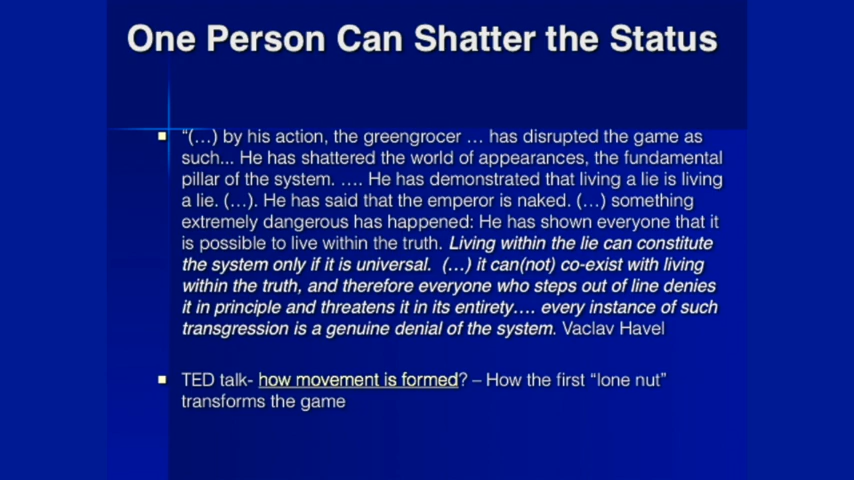 One Person Can Shatter the Status
“(…) by his action, the greengrocer … has disrupted the game as
such... He has shattered the world of appearances, the fundamental
pillar of the system. …. He has demonstrated that living a lie is living
a lie. (…). He has said that the emperor is naked. (…) something
extremely dangerous has happened: He has shown everyone that it
is possible to live within the truth. Living within the lie can constitute
the system only if it is universal. (…) it can(not) co-exist with living
within the truth, and therefore everyone who steps out of line denies
it in principle and threatens it in its entirety…. every instance of such
transgression is a genuine denial of the system. Vaclav Havel
TED talk- how movement is formed? – How the first “lone nut”
transforms the game